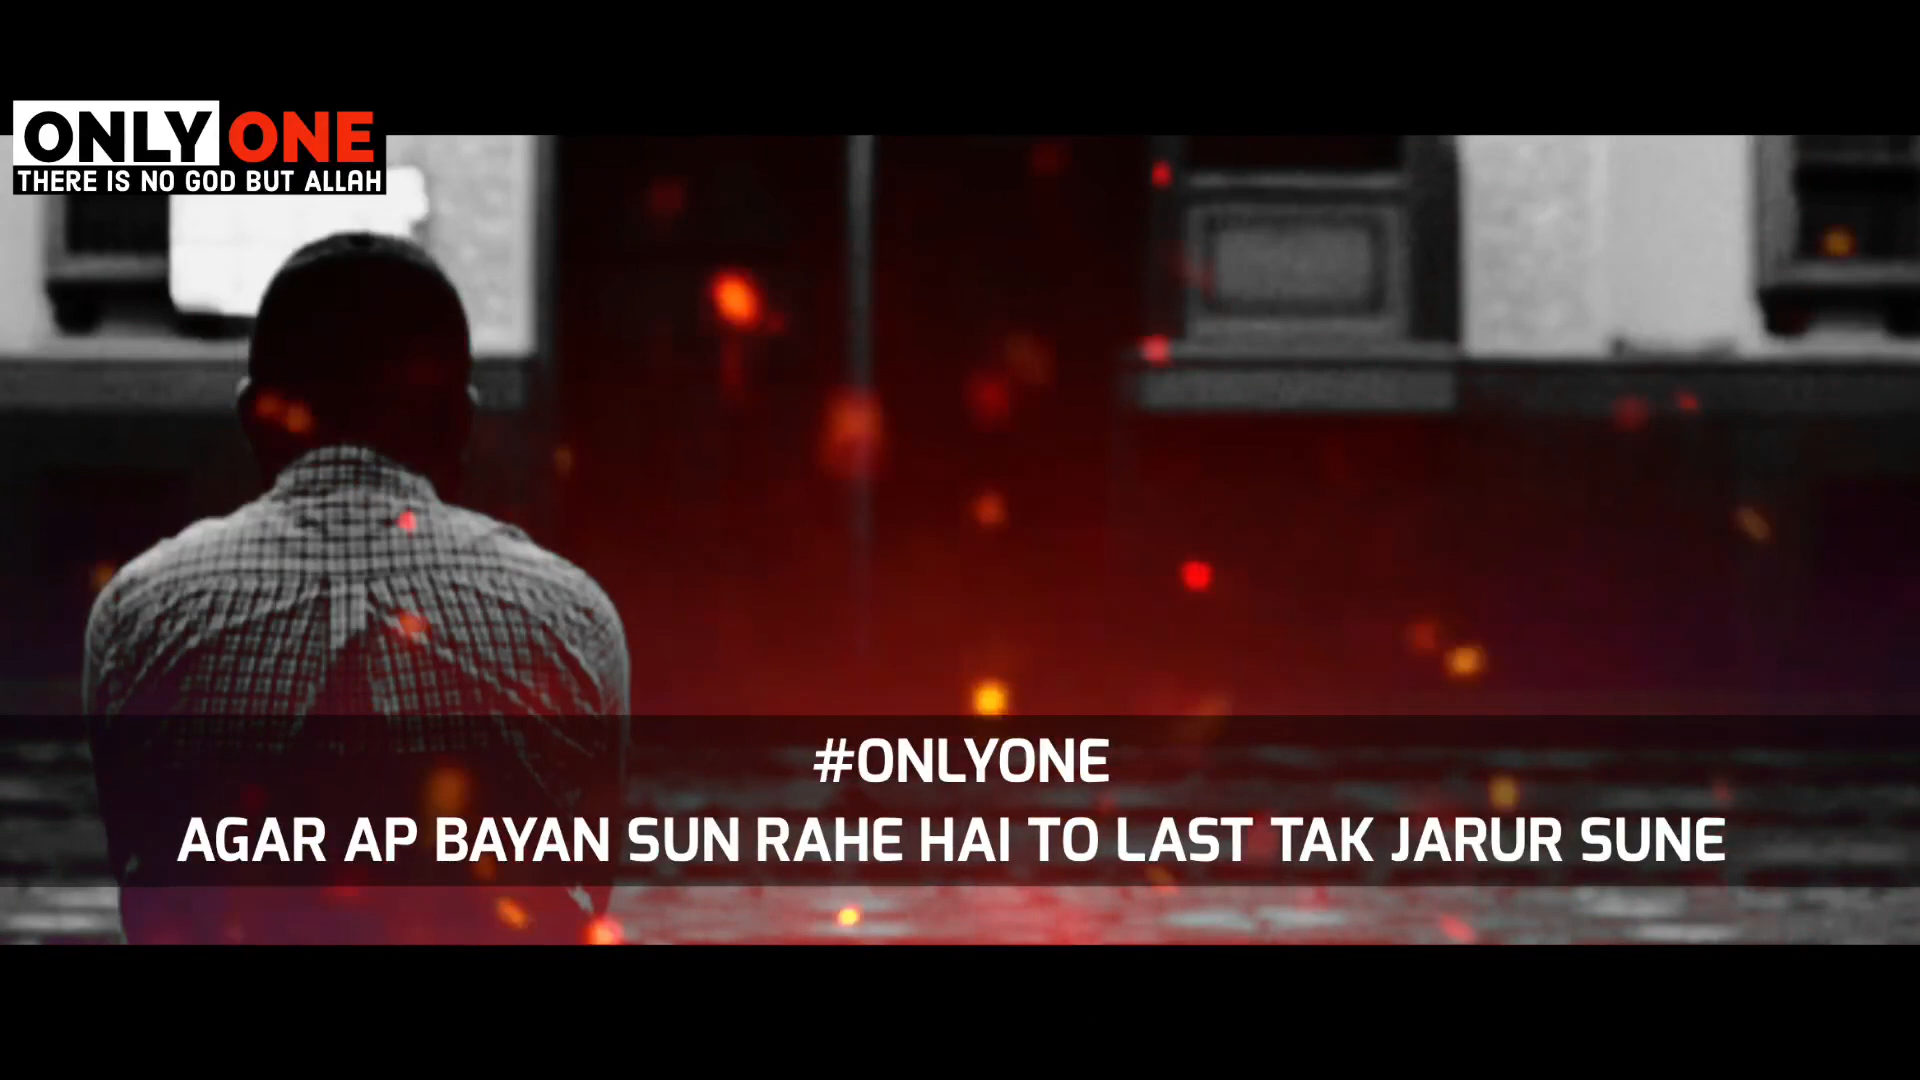 ONLY ONE
THERE IS NO GOD BUT ALLAH
#ONLYONE
AGAR AP BAYAN SUN RAHE HAI TO LAST TAK JARUR SUNE